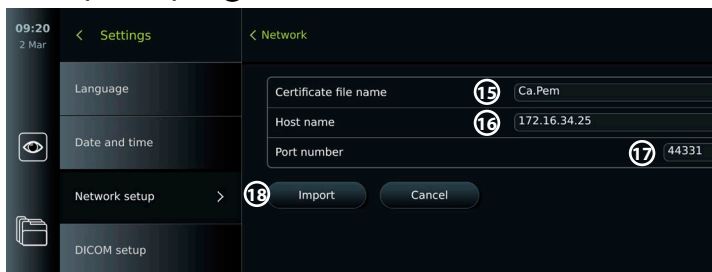 09:20
2 Mar
< Settings
< Network
Language
Date and time
Network setup >
DICOM setup
Certificate file name 15 Ca.Pem
Host name 16 172.16.34.25
Port number 17 44331
18 Import Cancel